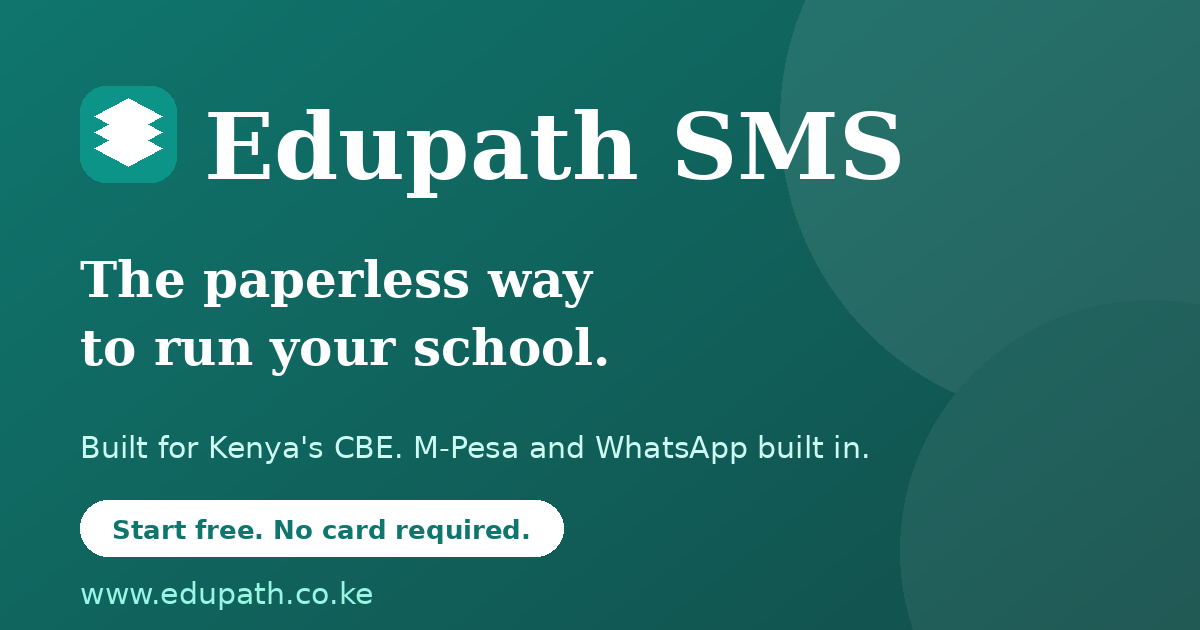 Edupath SMS
The paperless way
to run your school.
Built for Kenya's CBE. M-Pesa and WhatsApp built in.
Start free. No card required.
www.edupath.co.ke